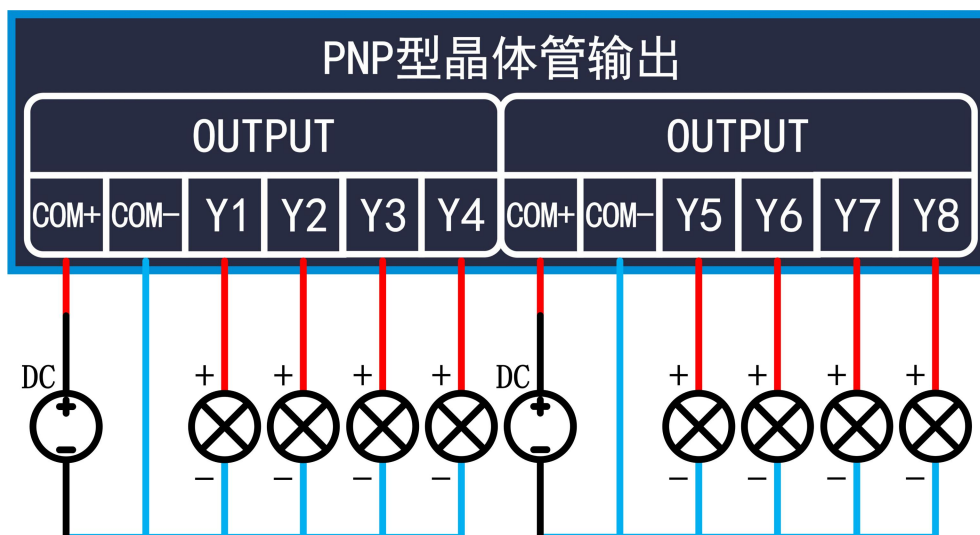 PNP型晶体管输出
OUTPUT OUTPUT
COM+ COM- Y1 Y2 Y3 Y4 COM+ COM- Y5 Y6 Y7 Y8
DC + + + + DC + + + +
+ +
- -
- - - - - - - -